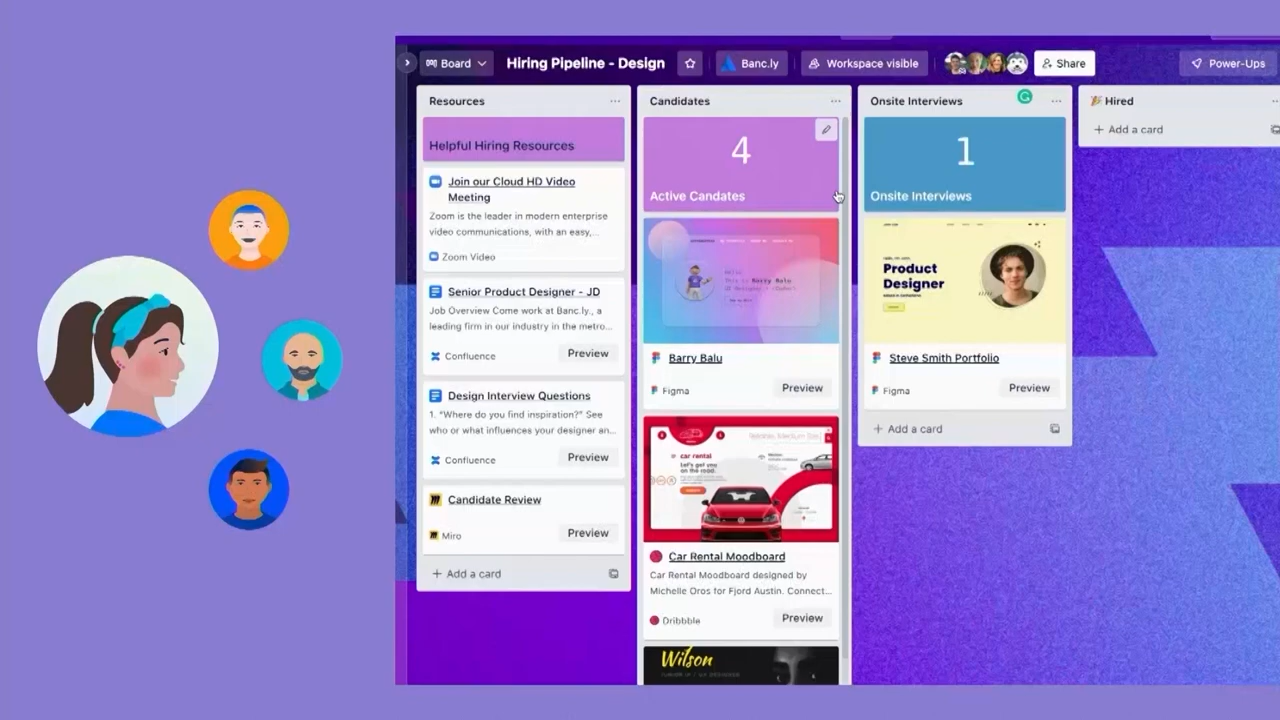 Board
Hiring Pipeline - Design
Banc.ly
Workspace visible
Share
Power-Ups
Resources
Helpful Hiring Resources
Join our Cloud HD Video
Meeting
Zoom is the leader in modern enterprise
video communications, with an easy,...
Zoom Video
Senior Product Designer - JD
Job Overview Come work at Banc.ly, a
leading firm in our industry in the metro...
Confluence
Preview
Design Interview Questions
1. “Where do you find inspiration?” See
who or what influences your designer an...
Confluence
Preview
Candidate Review
Miro
Preview
+ Add a card
Candidates
4
Active Candates
Barry Balu
Figma
Preview
car rental
Let's get you
on the road.
Car Rental Moodboard
Car Rental Moodboard designed by
Michelle Oros for Fjord Austin. Connect...
Dribbble
Preview
Wilson
Onsite Interviews
1
Onsite Interviews
Product
Designer
Steve Smith Portfolio
Figma
Preview
+ Add a card
🎉 Hired
+ Add a card